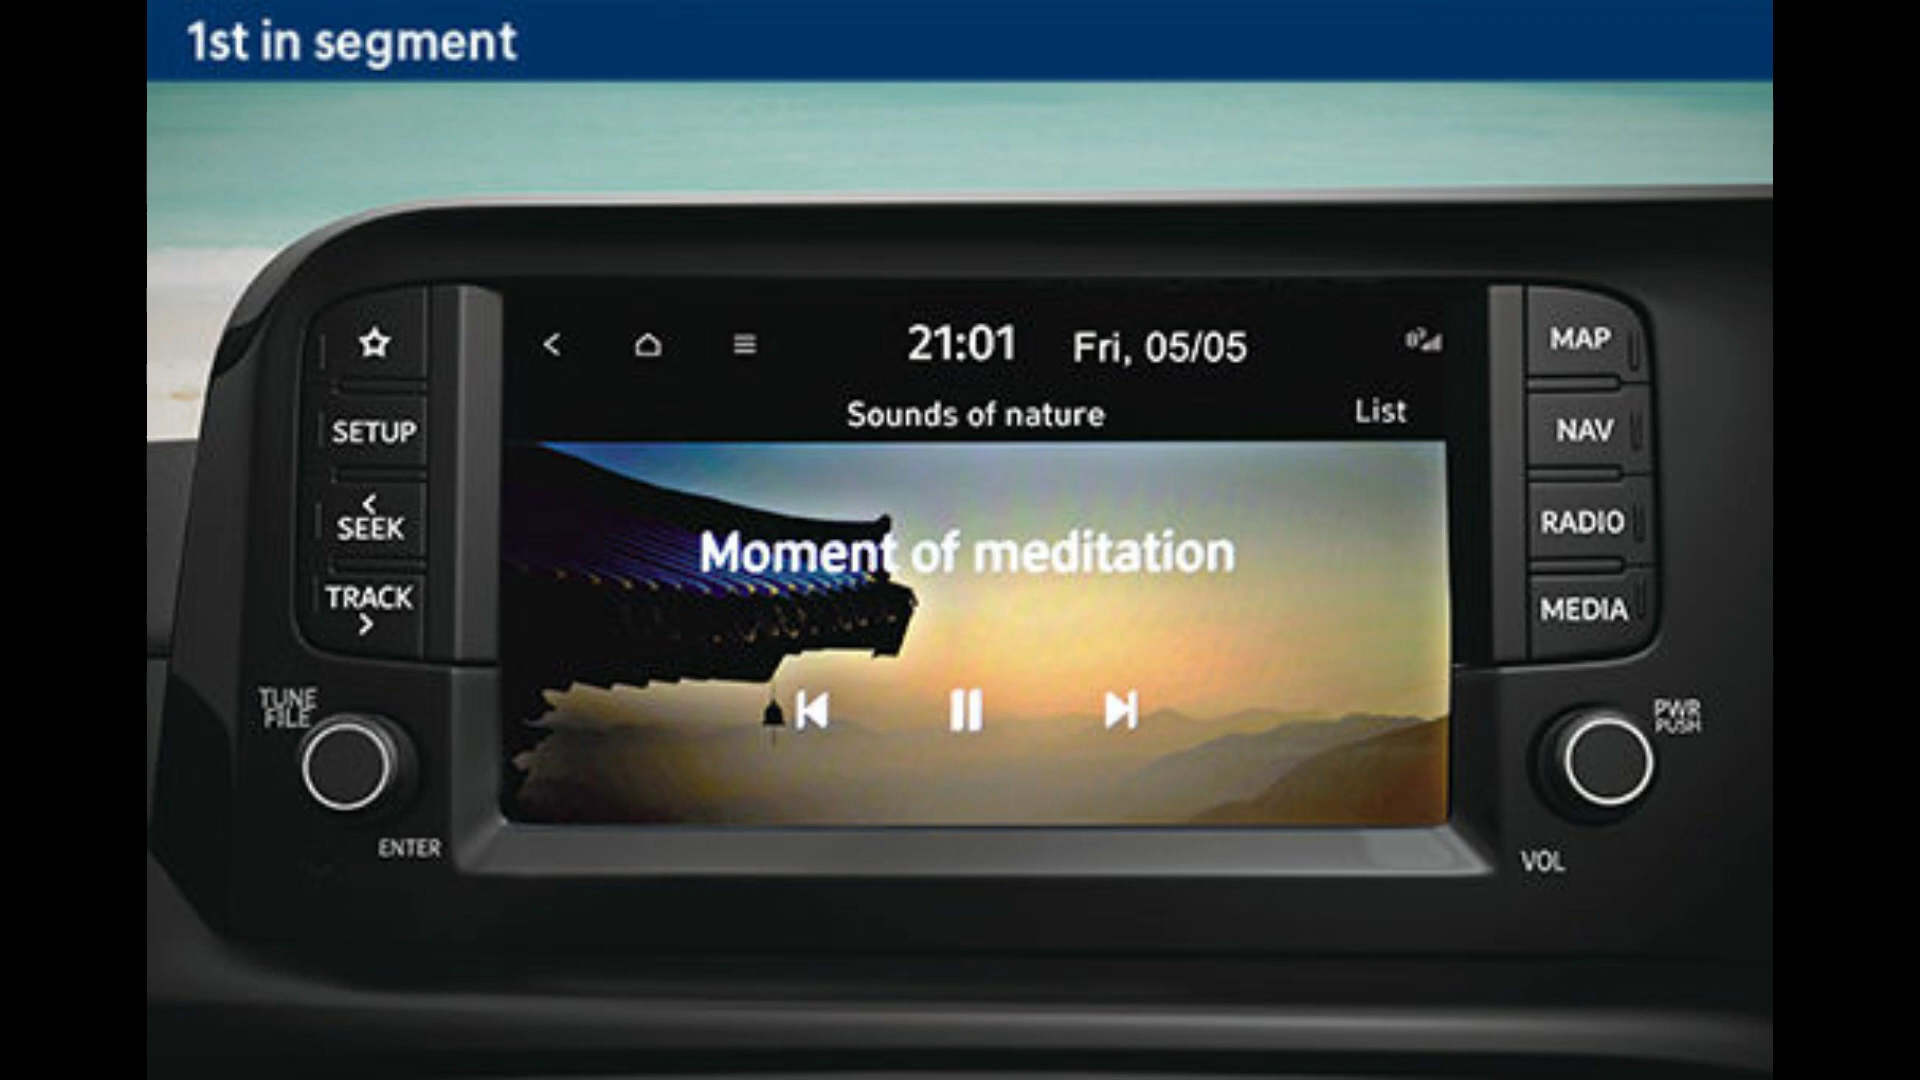 1st in segment
21:01 Fri, 05/05
Sounds of nature List
Moment of meditation
SETUP
SEEK
TRACK
TUNE
FILE
ENTER
MAP
NAV
RADIO
MEDIA
PWR
PUSH
VOL